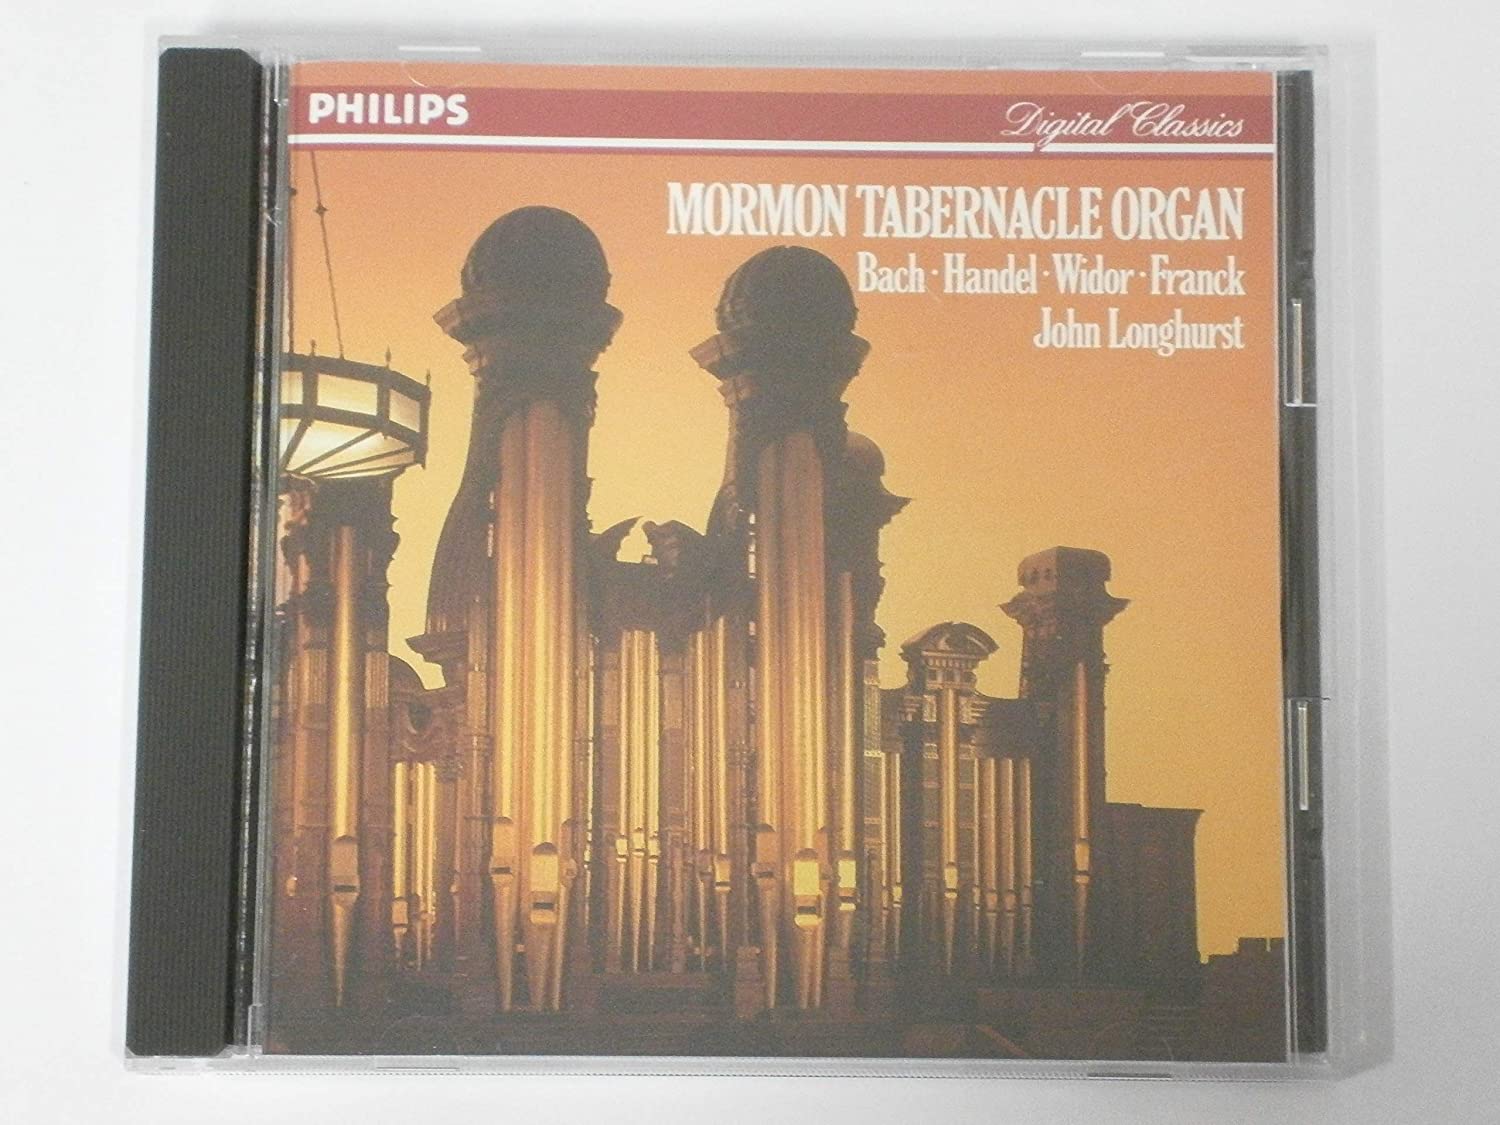 PHILIPS
Digital Classics
MORMON TABERNACLE ORGAN
Bach · Handel · Widor · Franck
John Longhurst